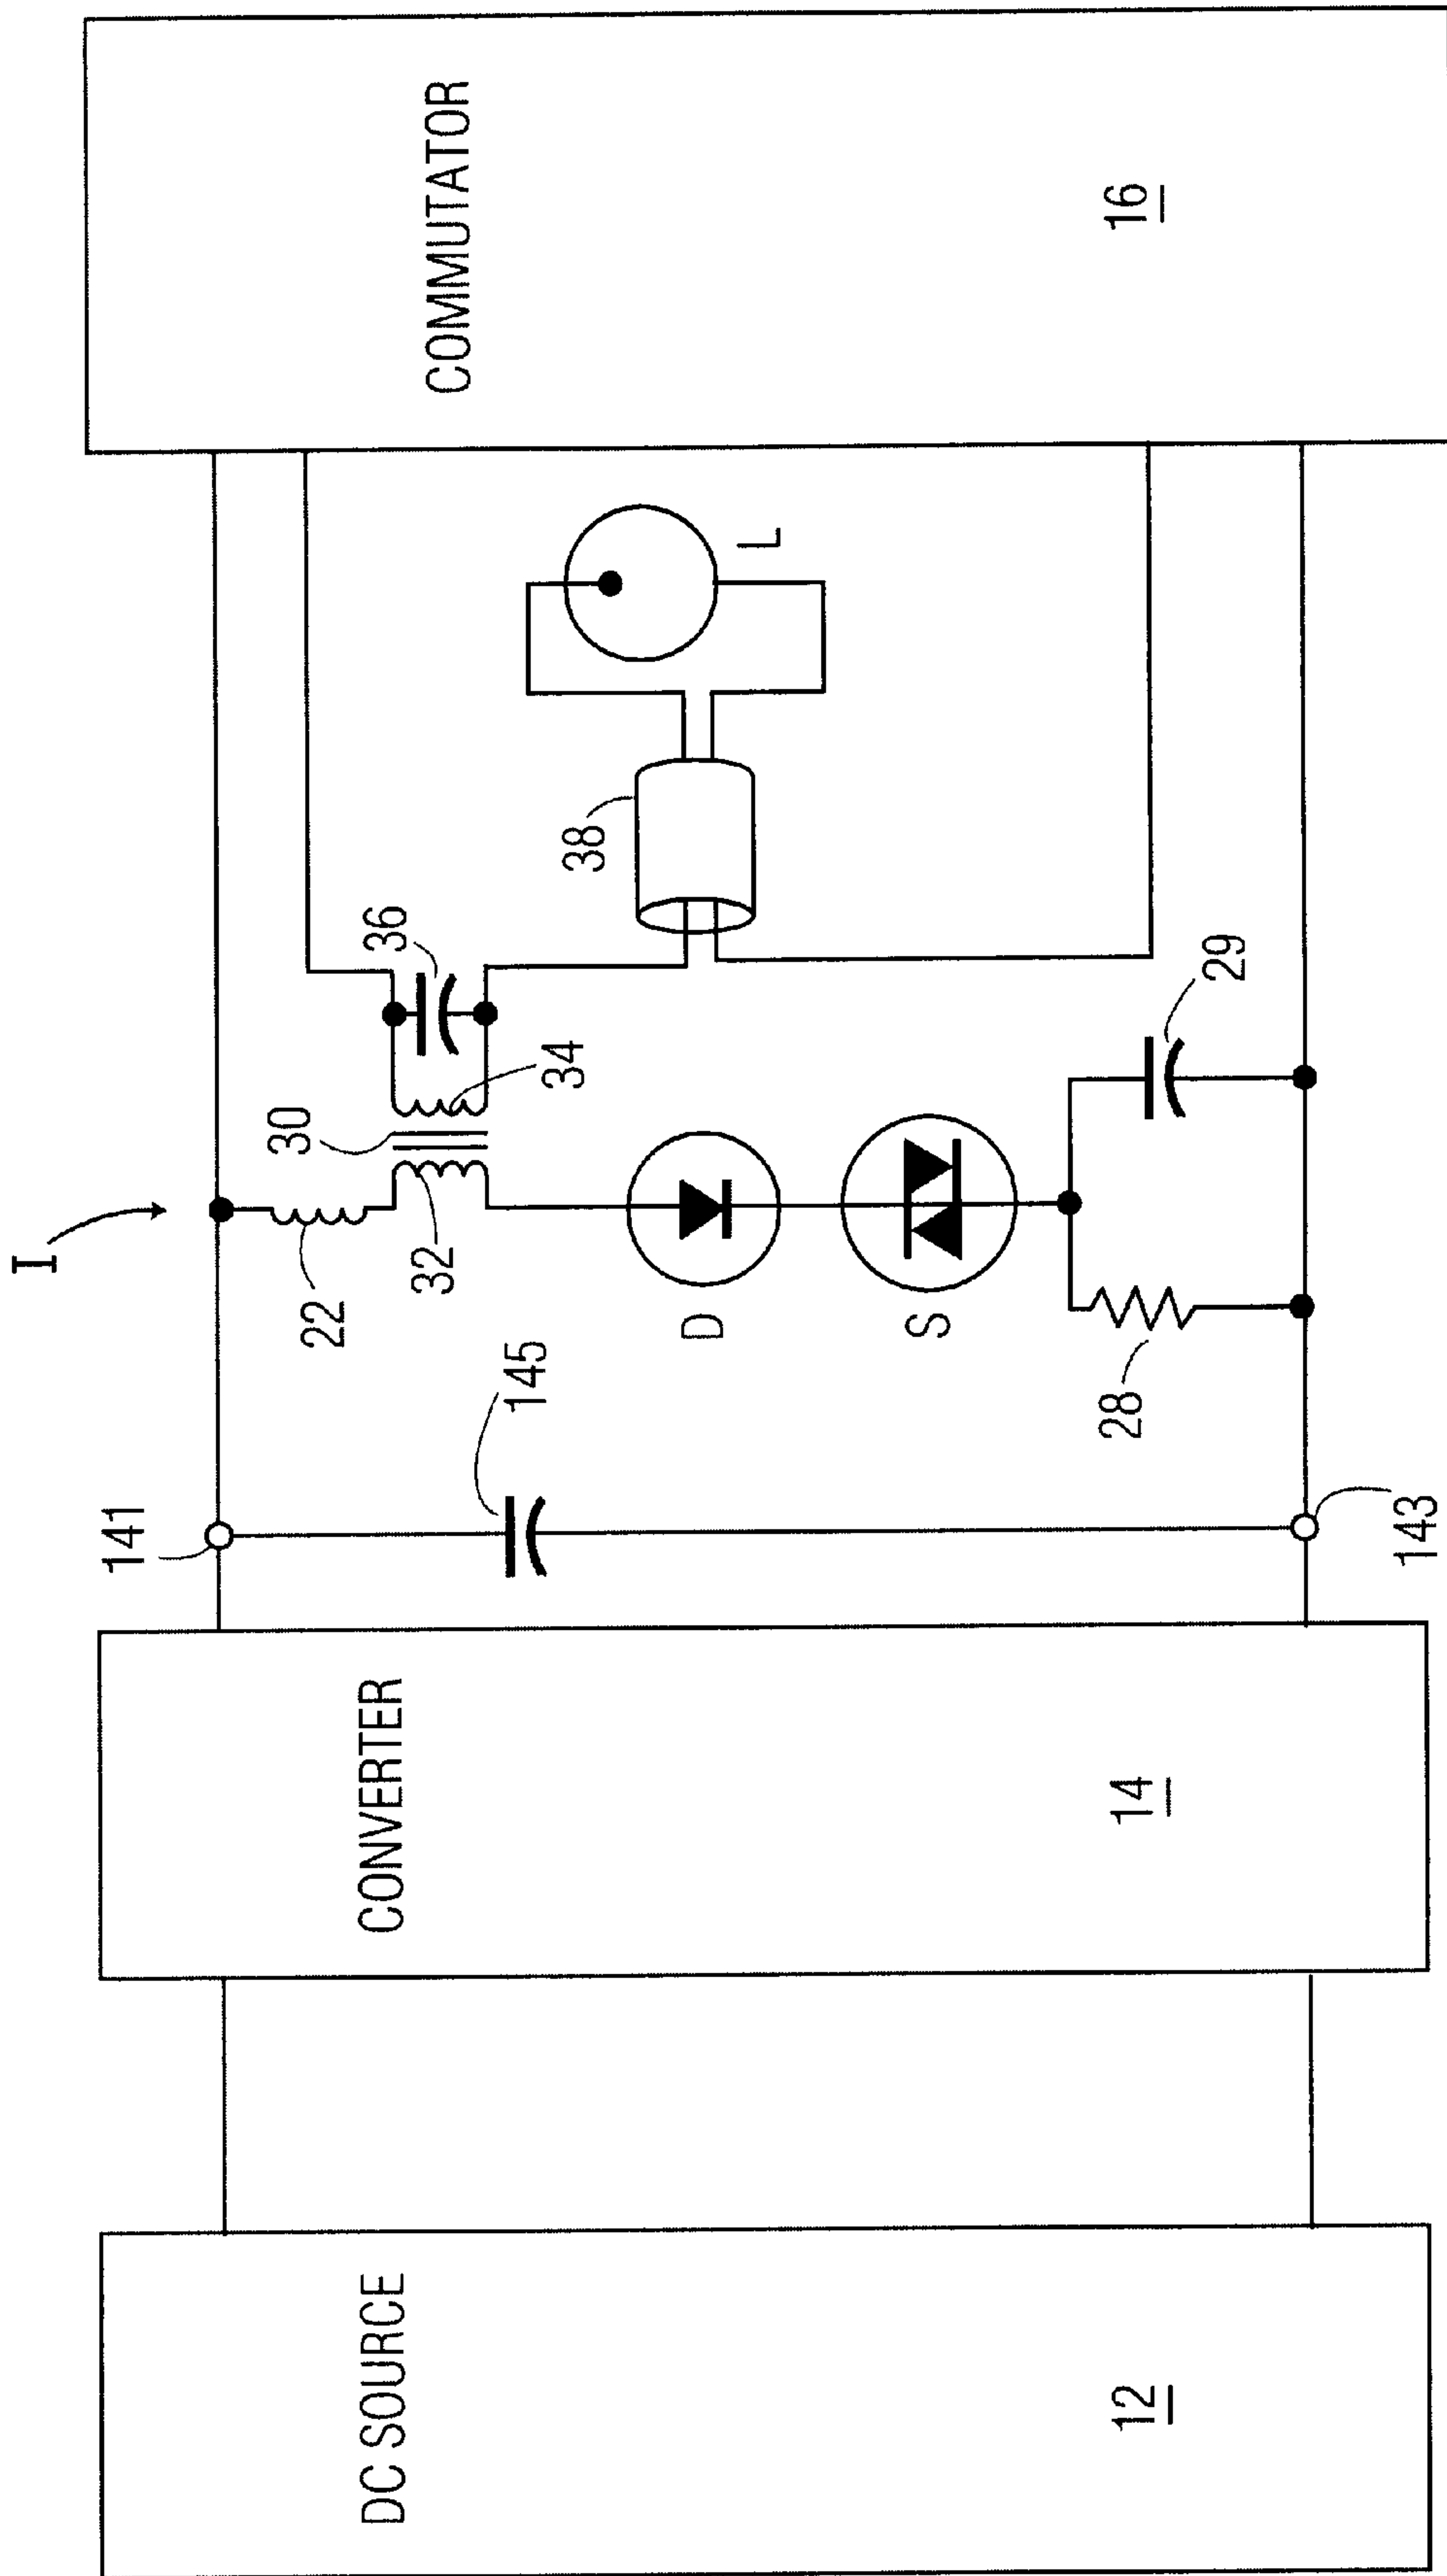 I
DC SOURCE
12
CONVERTER
14
141
143
145
22
30
32
34
36
D
S
28
29
38
L
COMMUTATOR
16